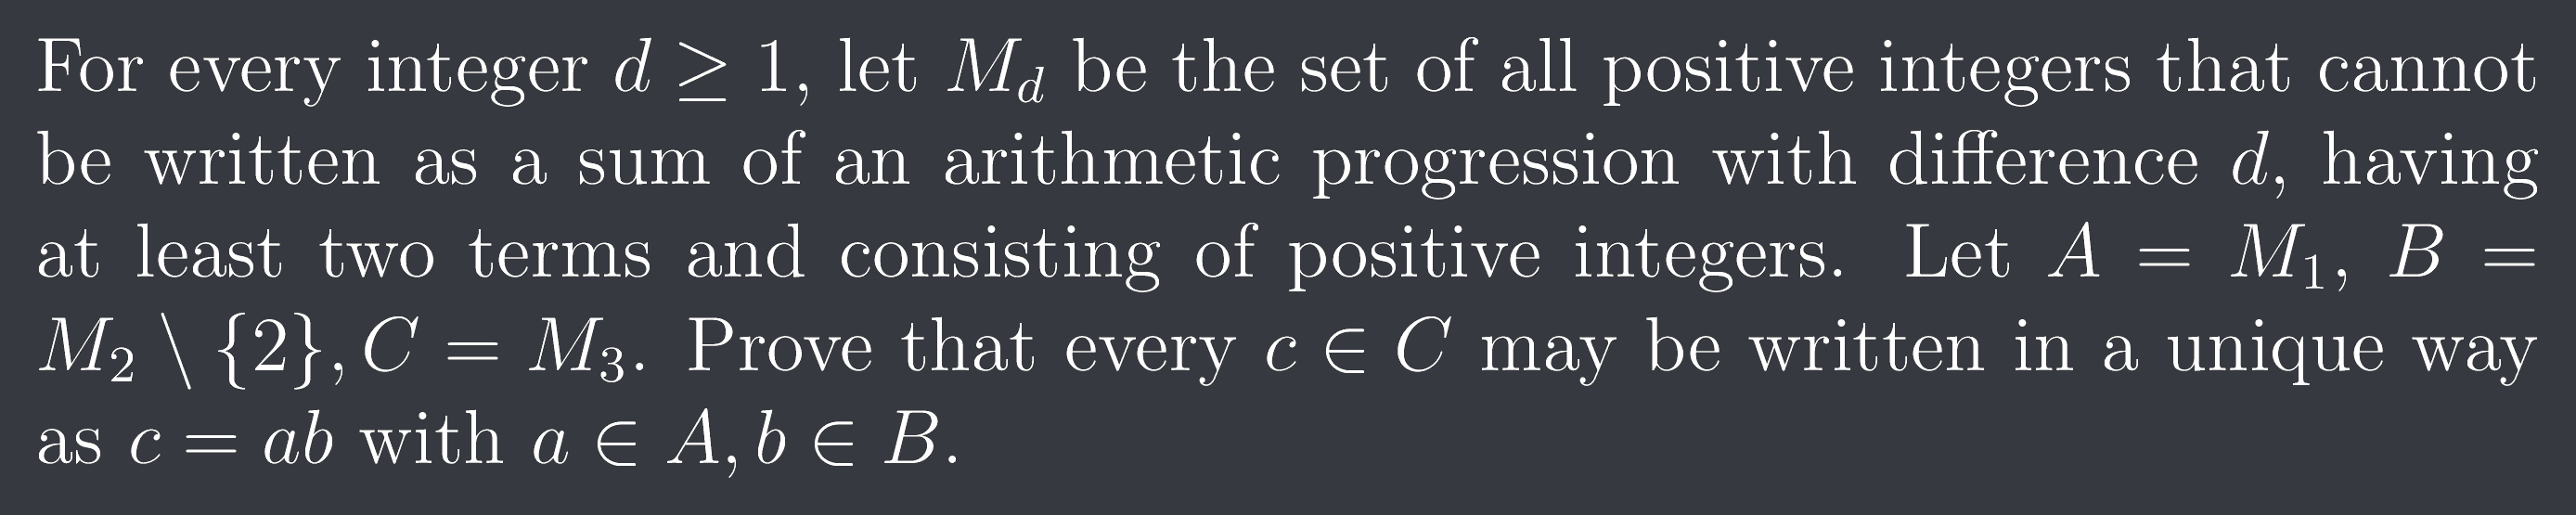 For every integer d ≥ 1, let M_d be the set of all positive integers that cannot
be written as a sum of an arithmetic progression with difference d, having
at least two terms and consisting of positive integers. Let A = M_1, B =
M_2 \ {2}, C = M_3. Prove that every c ∈ C may be written in a unique way
as c = ab with a ∈ A, b ∈ B.